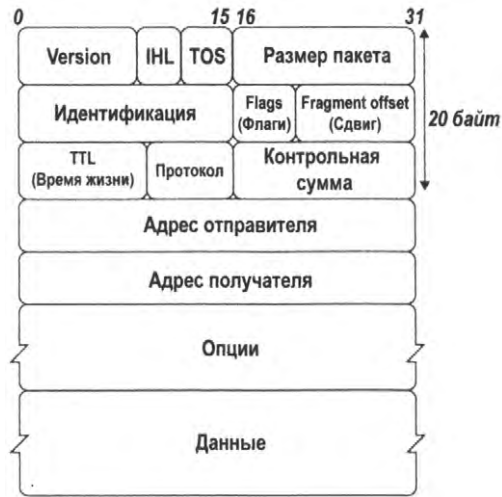 0 15 16 31
Version IHL TOS Размер пакета
Идентификация Flags Fragment offset
(Флаги) (Сдвиг)
20 байт
TTL Протокол Контрольная
(Время жизни) сумма
Адрес отправителя
Адрес получателя
Опции
Данные